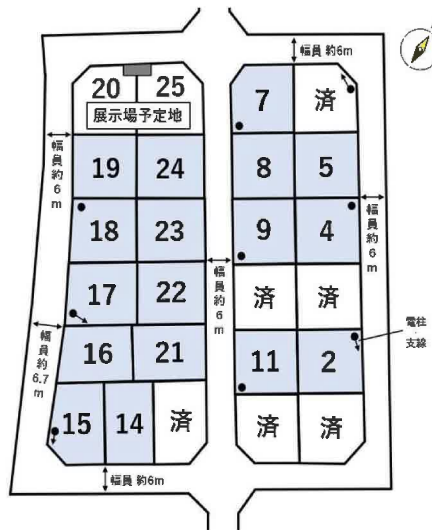 幅員 約6m
20
25
展示場予定地
7
済
幅員約6m
19
24
8
5
18
23
9
4
幅員約6m
幅員約6m
17
22
済
済
幅員約6.7m
16
21
11
2
電柱
支線
15
14
済
済
済
幅員 約6m